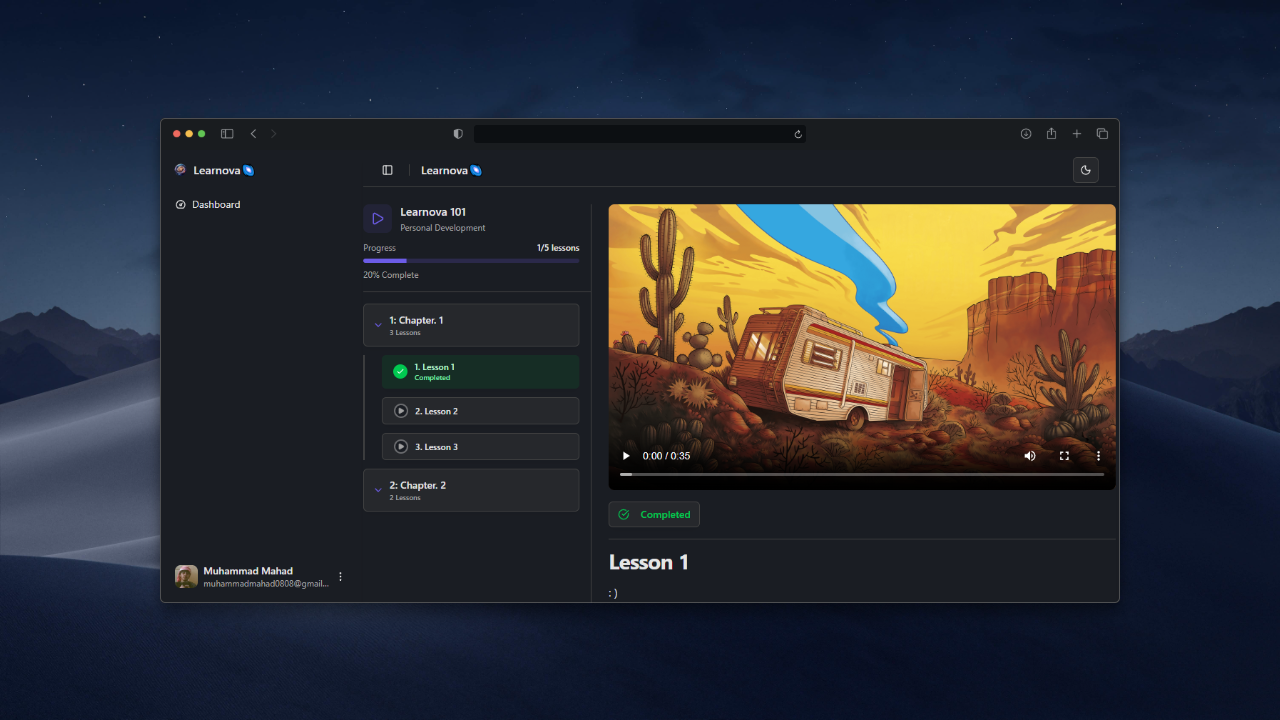 Learnova
Dashboard
Learnova
Learnova 101
Personal Development
Progress 1/5 lessons
20% Complete
1: Chapter. 1
3 Lessons
1. Lesson 1
Completed
2. Lesson 2
3. Lesson 3
2: Chapter. 2
2 Lessons
Muhammad Mahad
muhammadmahad0808@gmail...
0:00 / 0:35
Completed
Lesson 1
: )